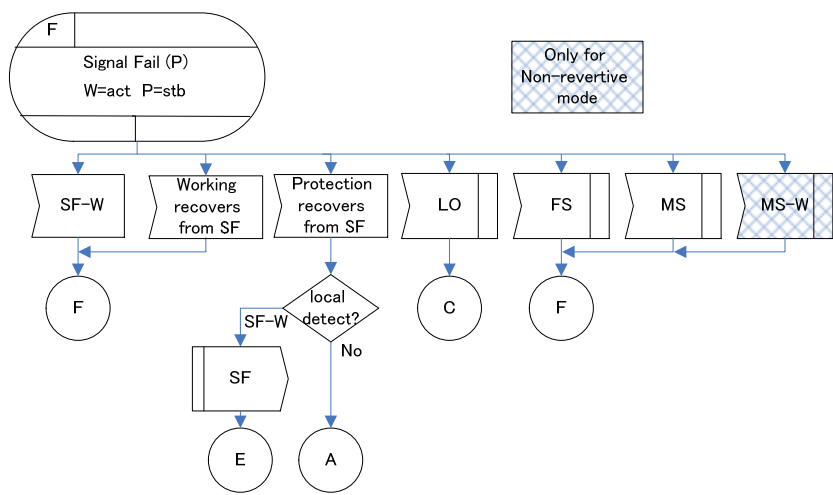 F
Signal Fail (P)
W=act P=stb
Only for
Non-revertive
mode
SF-W
Working
recovers
from SF
Protection
recovers
from SF
LO
FS
MS
MS-W
F
local
detect?
C
F
SF-W
No
SF
E
A